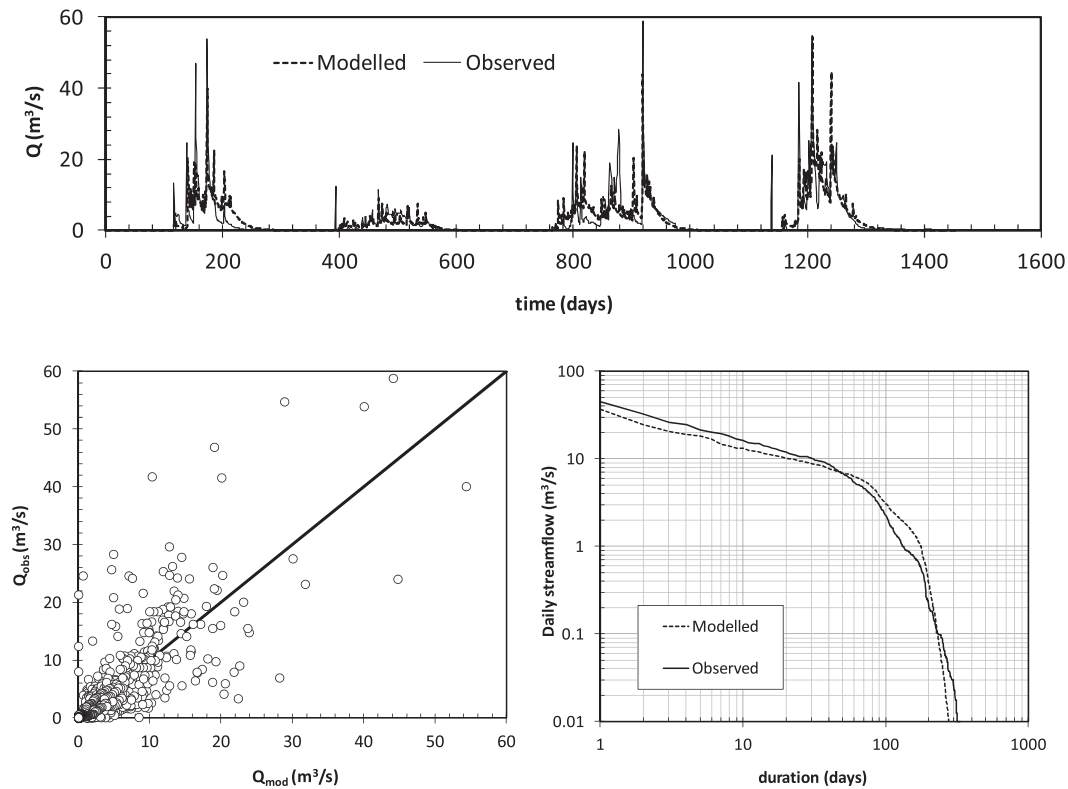 60
Modelled Observed
40
Q (m³/s)
20
0
0 200 400 600 800 1000 1200 1400 1600
time (days)
60
50
40
Q_obs (m³/s)
30
20
10
0
0 10 20 30 40 50 60
Q_mod (m³/s)
100
10
Daily streamflow (m³/s)
1
0.1
0.01
Modelled
Observed
1 10 100 1000
duration (days)